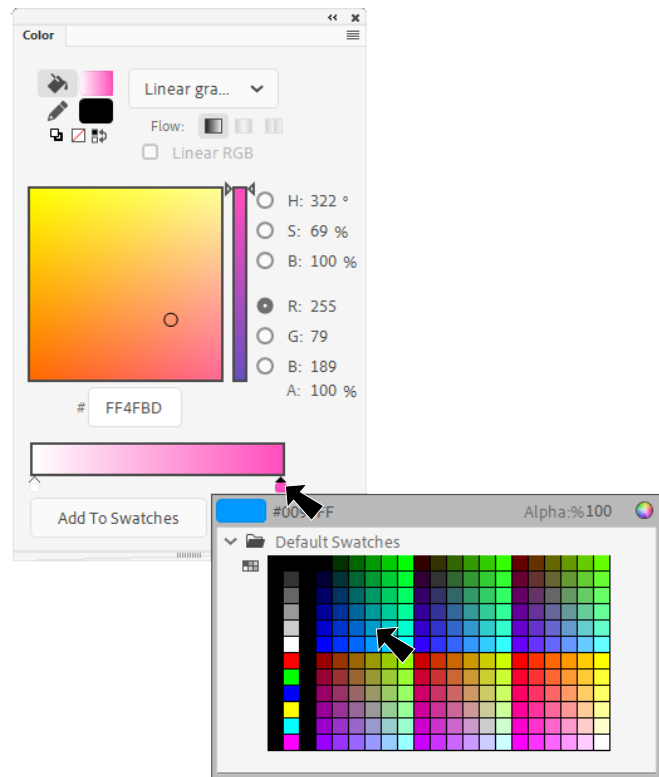 Color
Linear gra...
Flow:
Linear RGB
H: 322 °
S: 69 %
B: 100 %
R: 255
G: 79
B: 189
A: 100 %
# FF4FBD
Add To Swatches
Alpha:%100
Default Swatches